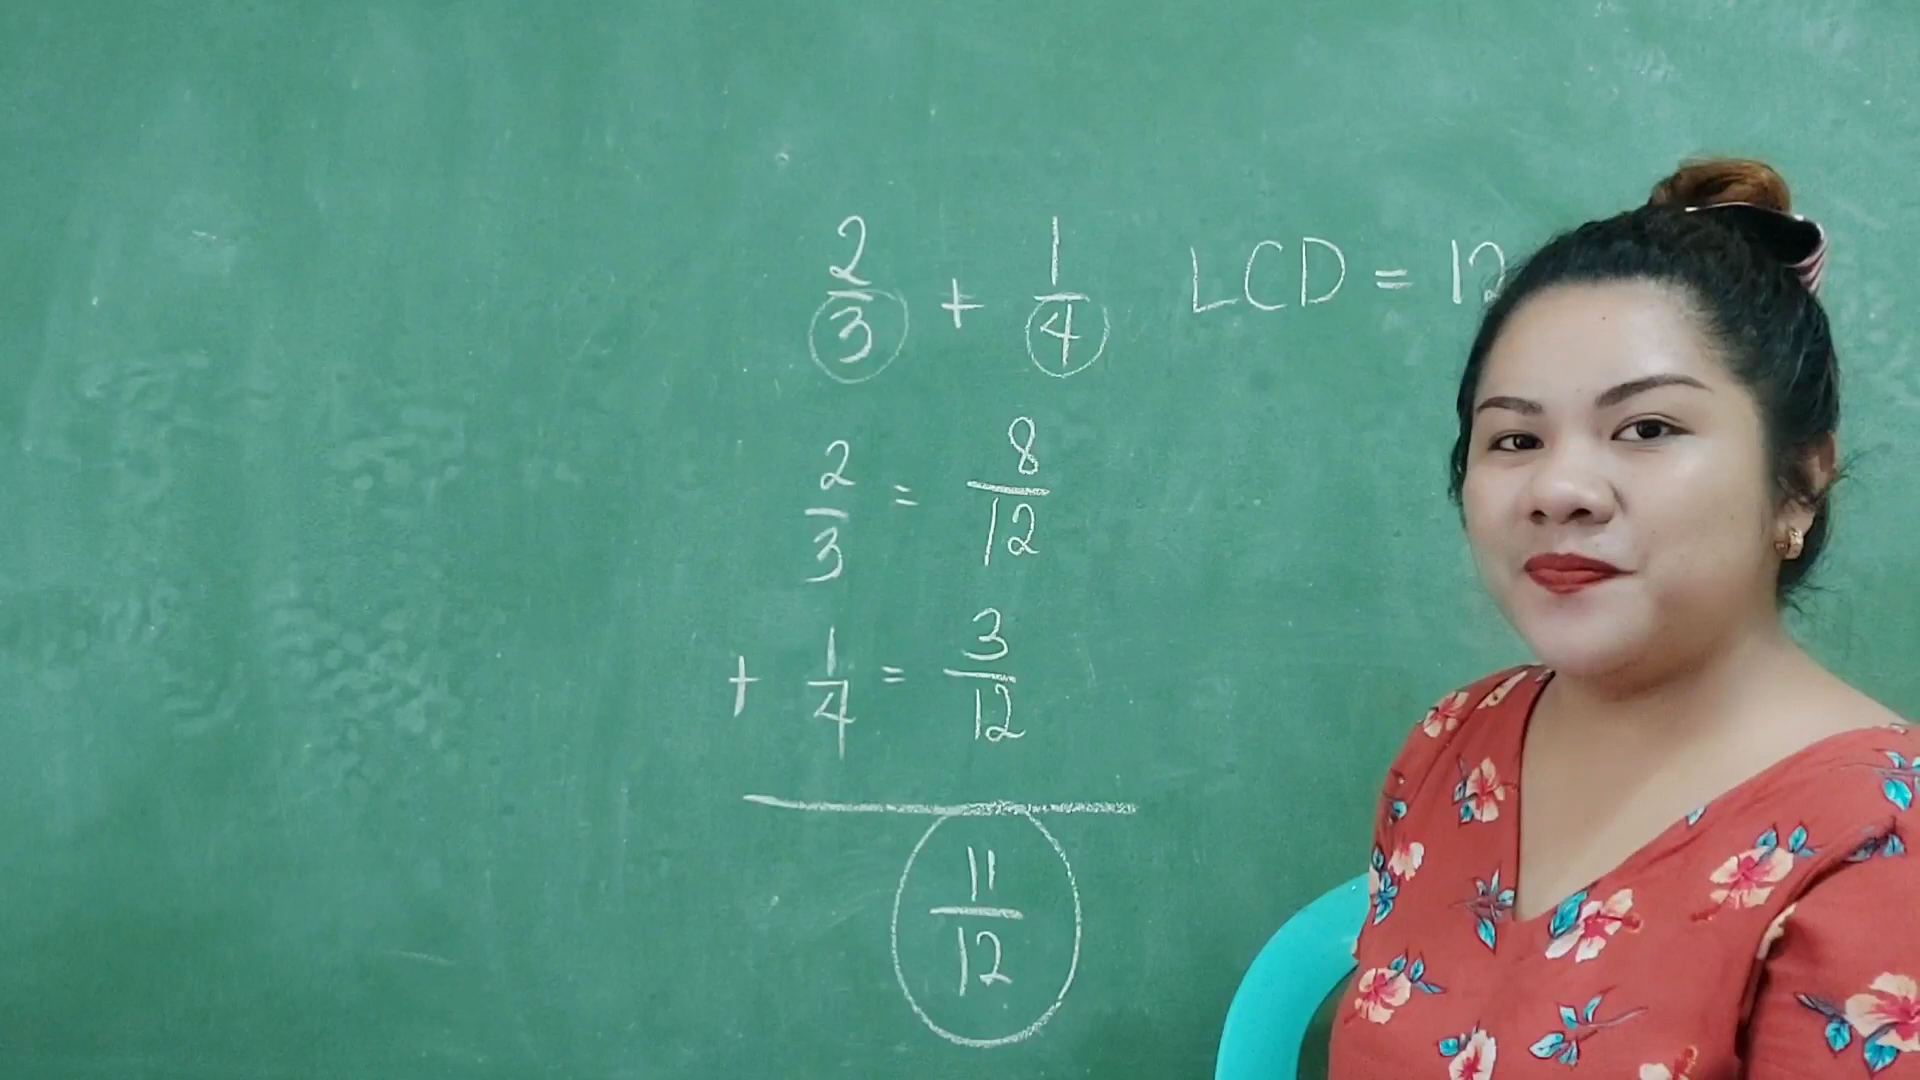 2/3 + 1/4 LCD = 12
2/3 = 8/12
+ 1/4 = 3/12
11/12